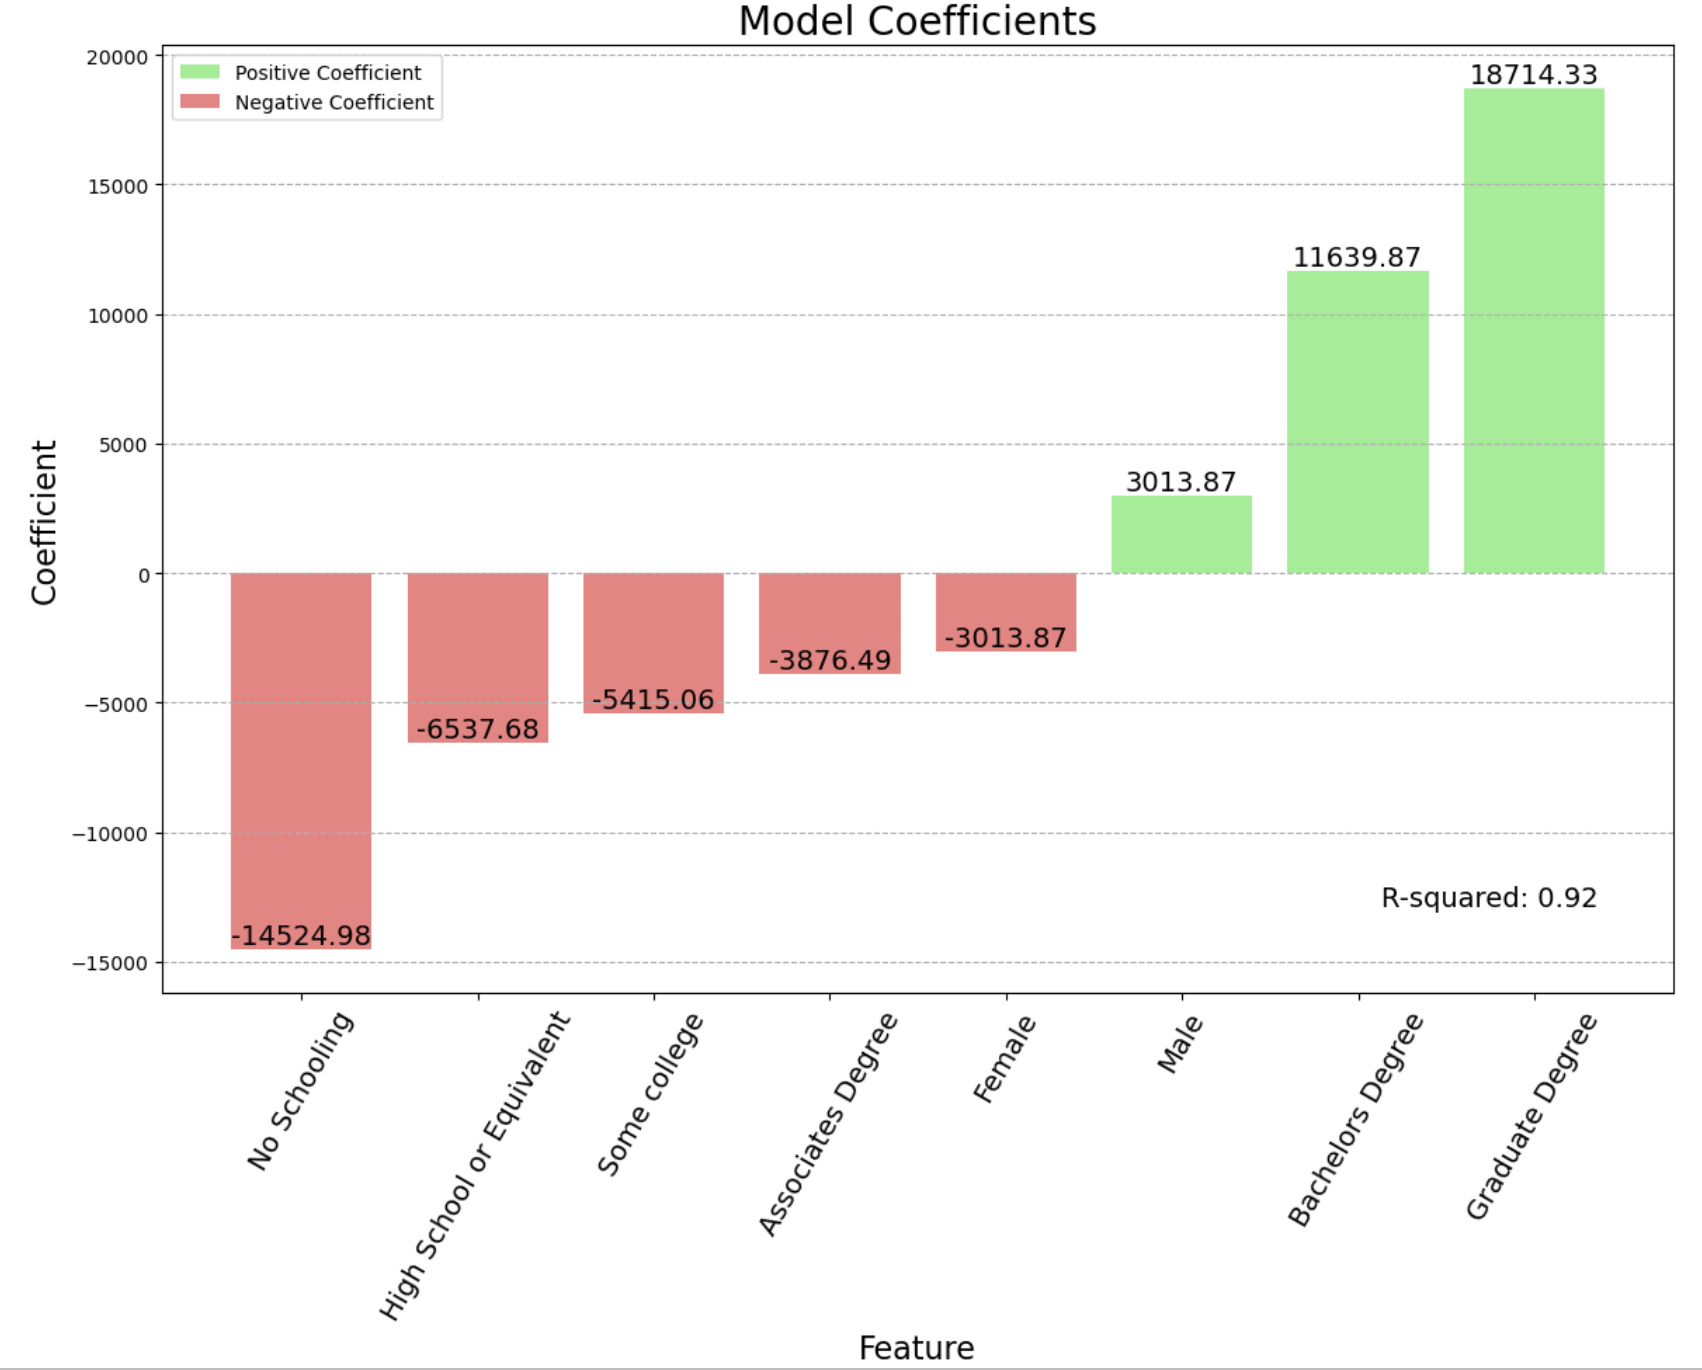 Model Coefficients
Positive Coefficient
Negative Coefficient
20000
15000
10000
5000
0
−5000
−10000
−15000
Coefficient
-14524.98
-6537.68
-5415.06
-3876.49
-3013.87
3013.87
11639.87
18714.33
R-squared: 0.92
No Schooling
High School or Equivalent
Some college
Associates Degree
Female
Male
Bachelors Degree
Graduate Degree
Feature